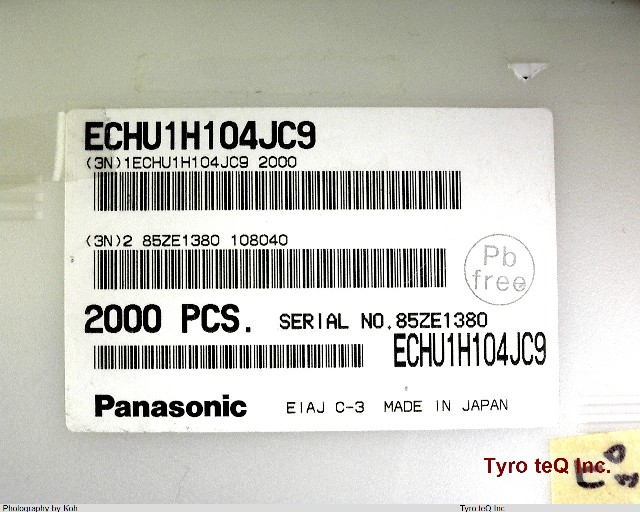 ECHU1H104JC9
(3N)1ECHU1H104JC9 2000
(3N)2 85ZE1380 108040
Pb
free
2000 PCS. SERIAL NO.85ZE1380
ECHU1H104JC9
Panasonic EIAJ C-3 MADE IN JAPAN
Tyro teQ Inc.
Photography by Koh Tyro teQ Inc